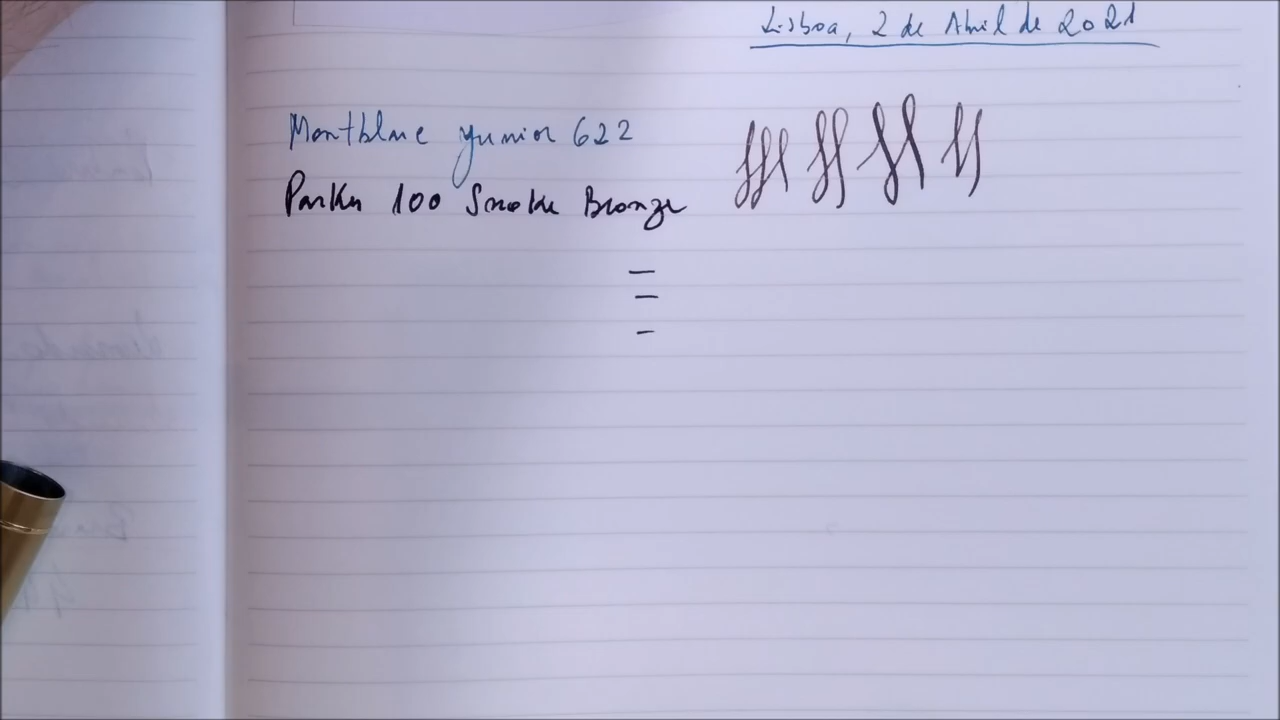 Lisboa, 2 de Abril de 2021
Montblanc Junior 622
Parker 100 Smoke Bronze